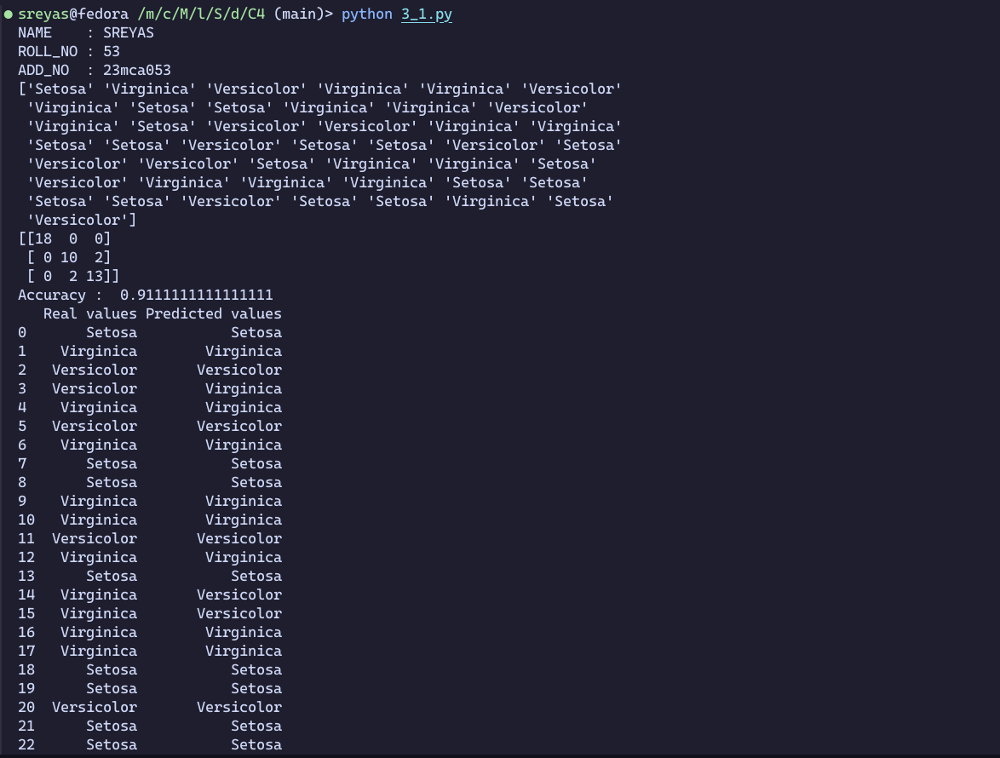 sreyas@fedora /m/c/M/l/S/d/C4 (main)> python 3_1.py
NAME    : SREYAS
ROLL_NO : 53
ADD_NO  : 23mca053
['Setosa' 'Virginica' 'Versicolor' 'Virginica' 'Virginica' 'Versicolor'
 'Virginica' 'Setosa' 'Setosa' 'Virginica' 'Virginica' 'Versicolor'
 'Virginica' 'Setosa' 'Versicolor' 'Versicolor' 'Virginica' 'Virginica'
 'Setosa' 'Setosa' 'Versicolor' 'Setosa' 'Setosa' 'Versicolor' 'Setosa'
 'Versicolor' 'Versicolor' 'Setosa' 'Virginica' 'Virginica' 'Setosa'
 'Versicolor' 'Virginica' 'Virginica' 'Virginica' 'Setosa' 'Setosa'
 'Setosa' 'Setosa' 'Versicolor' 'Setosa' 'Setosa' 'Virginica' 'Setosa'
 'Versicolor']
[[18  0  0]
 [ 0 10  2]
 [ 0  2 13]]
Accuracy :  0.9111111111111111
   Real values Predicted values
0       Setosa           Setosa
1    Virginica        Virginica
2   Versicolor       Versicolor
3   Versicolor        Virginica
4    Virginica        Virginica
5   Versicolor       Versicolor
6    Virginica        Virginica
7       Setosa           Setosa
8       Setosa           Setosa
9    Virginica        Virginica
10   Virginica        Virginica
11  Versicolor       Versicolor
12   Virginica        Virginica
13      Setosa           Setosa
14   Virginica       Versicolor
15   Virginica       Versicolor
16   Virginica        Virginica
17   Virginica        Virginica
18      Setosa           Setosa
19      Setosa           Setosa
20  Versicolor       Versicolor
21      Setosa           Setosa
22      Setosa           Setosa